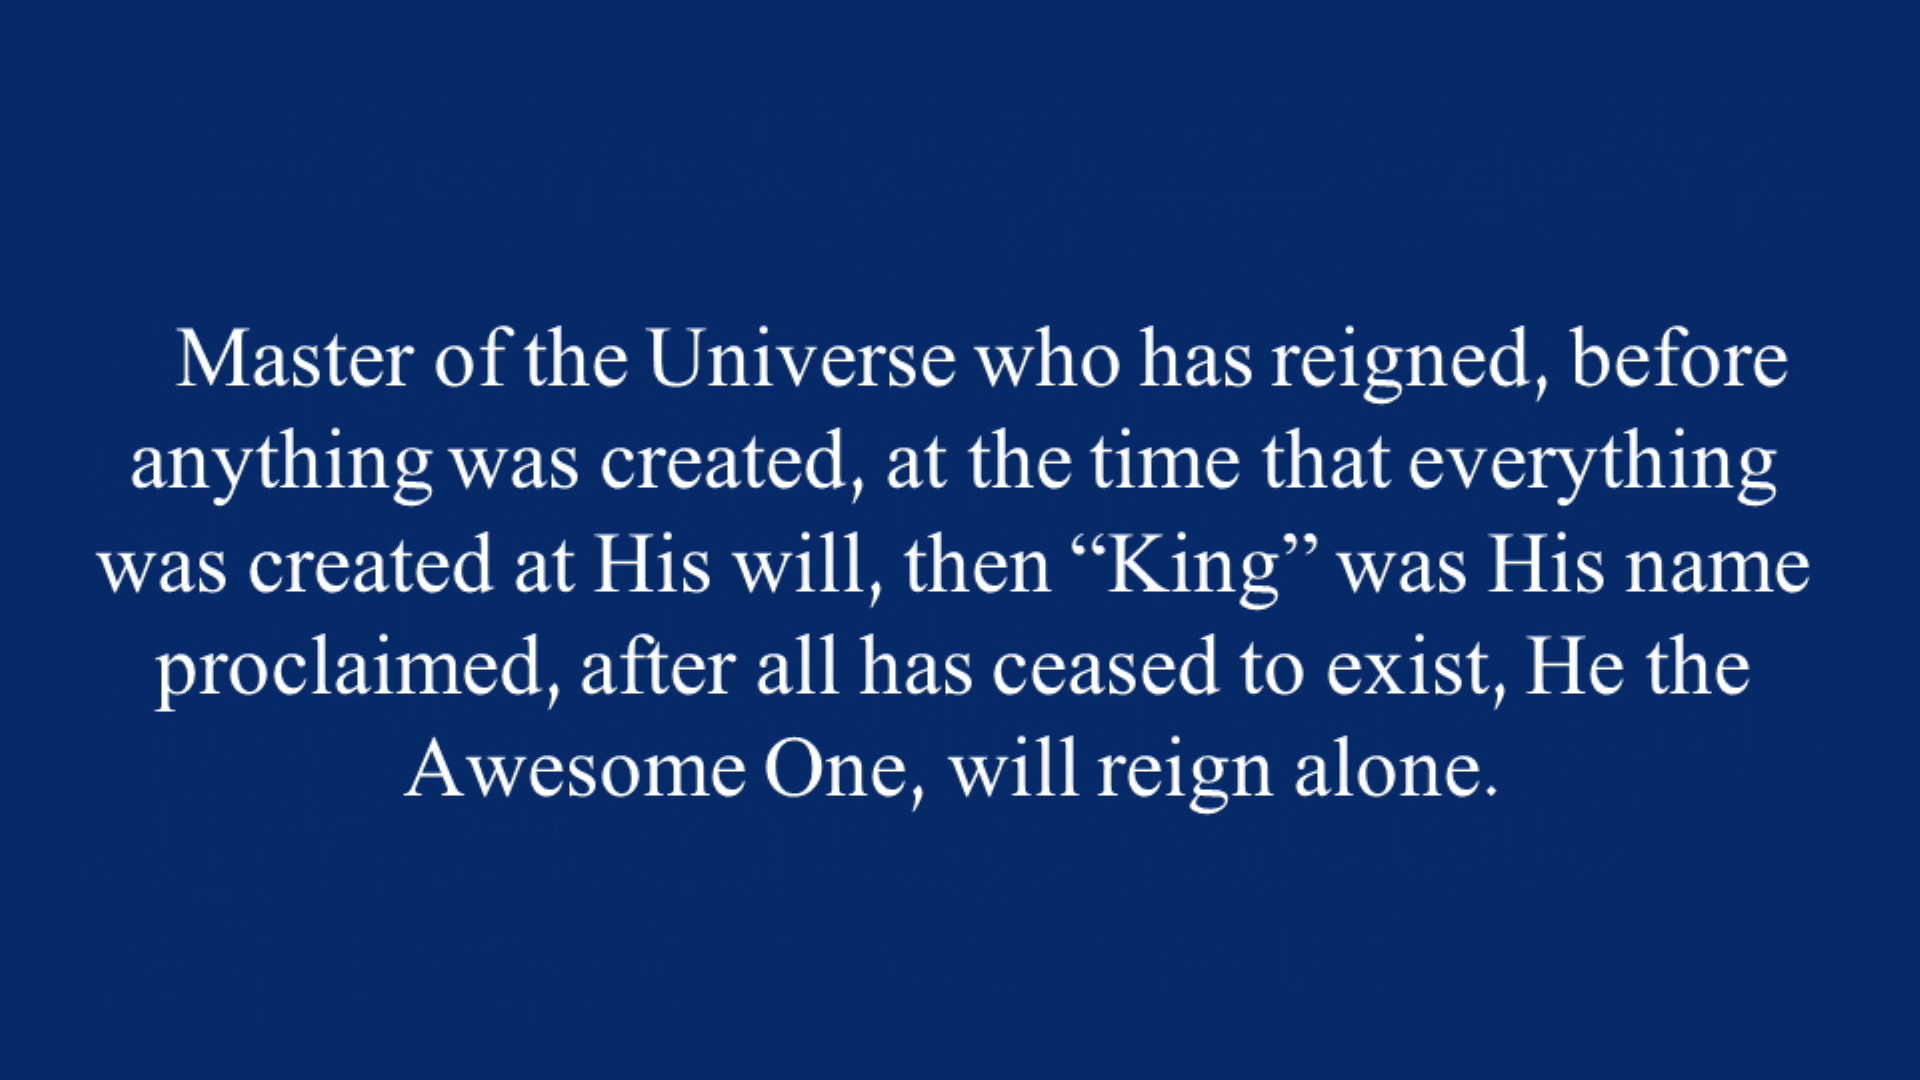 Master of the Universe who has reigned, before
anything was created, at the time that everything
was created at His will, then “King” was His name
proclaimed, after all has ceased to exist, He the
Awesome One, will reign alone.